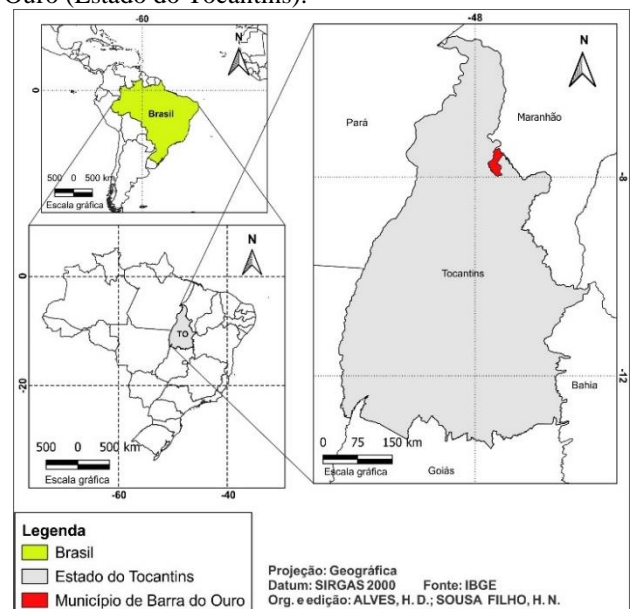 Ouro (Estado do Tocantins).
-60
N
0
Brasil
500 0 500 km
Escala gráfica
N
0
TO
-20
500 0 500 km
Escala gráfica
-60 -40
-48
N
Pará
Maranhão
-8
Tocantins
-12
Bahia
0 75 150 km
Escala gráfica
Goiás
Legenda
Brasil
Estado do Tocantins
Município de Barra do Ouro
Projeção: Geográfica
Datum: SIRGAS 2000 Fonte: IBGE
Org. e edição: ALVES, H. D.; SOUSA FILHO, H. N.